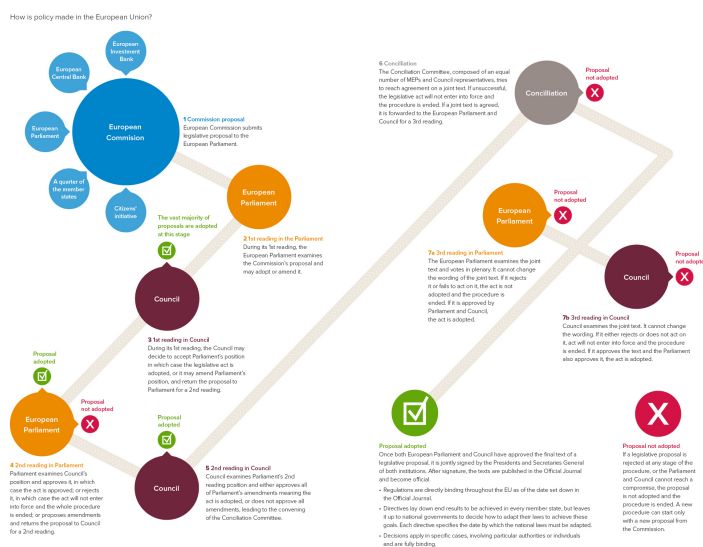 How is policy made in the European Union?
European
Investment
Bank
European
Central Bank
European
Parliament
A quarter of
the member
states
Citizens'
initiative
European
Commision
1 Commission proposal
European Commission submits
legislative proposal to the
European Parliament.
European
Parliament
2 1st reading in the Parliament
During its 1st reading, the
European Parliament examines
the Commission's proposal and
may adopt or amend it.
The vast majority of
proposals are adopted
at this stage
Council
3 1st reading in Council
During its 1st reading, the Council may
decide to accept Parliament's position
in which case the legislative act is
adopted, or it may amend Parliament's
position, and return the proposal to
Parliament for a 2nd reading.
Proposal
adopted
Proposal
not adopted
X
European
Parliament
4 2nd reading in Parliament
Parliament examines Council's
position and approves it, in which
case the act is approved; or rejects
it, in which case the act will not enter
into force and the whole procedure
is ended; or proposes amendments
and returns the proposal to Council
for a 2nd reading.
Proposal
adopted
Council
5 2nd reading in Council
Council examines Parliament's 2nd
reading position and either approves all
of Parliament's amendments meaning the
act is adopted, or does not approve all
amendments, leading to the convening
of the Conciliation Committee.
6 Concilliation
The Conciliation Committee, composed of an equal
number of MEPs and Council representatives, tries
to reach agreement on a joint text. If unsuccessful,
the legislative act will not enter into force and
the procedure is ended. If a joint text is agreed,
it is forwarded to the European Parliament and
Council for a 3rd reading.
Concilliation
Proposal
not adopted
X
European
Parliament
Proposal
not adopted
X
7a 3rd reading in Parliament
The European Parliament examines the joint
text and votes in plenary. It cannot change
the wording of the joint text. If it rejects
it or fails to act on it, the act is not
adopted and the procedure is
ended. If it is approved by
Parliament and Council,
the act is adopted.
Council
Proposal
not adopted
X
7b 3rd reading in Council
Council examines the joint text. It cannot change
the wording. If it either rejects or does not act on
it, act will not enter into force and the procedure
is ended. If it approves the text and the Parliament
also approves it, the act is adopted.
Proposal adopted
Once both European Parliament and Council have approved the final text of a
legislative proposal, it is jointly signed by the Presidents and Secretaries General
of both institutions. After signature, the texts are published in the Official Journal
and become official.
• Regulations are directly binding throughout the EU as of the date set down in
the Official Journal.
• Directives lay down end results to be achieved in every member state, but leaves
it up to national governments to decide how to adapt their laws to achieve these
goals. Each directive specifies the date by which the national laws must be adapted.
• Decisions apply in specific cases, involving particular authorities or individuals
and are fully binding.
X
Proposal not adopted
If a legislative proposal is
rejected at any stage of the
procedure, or the Parliament
and Council cannot reach a
compromise, the proposal
is not adopted and the
procedure is ended. A new
procedure can start only
with a new proposal from
the Commission.